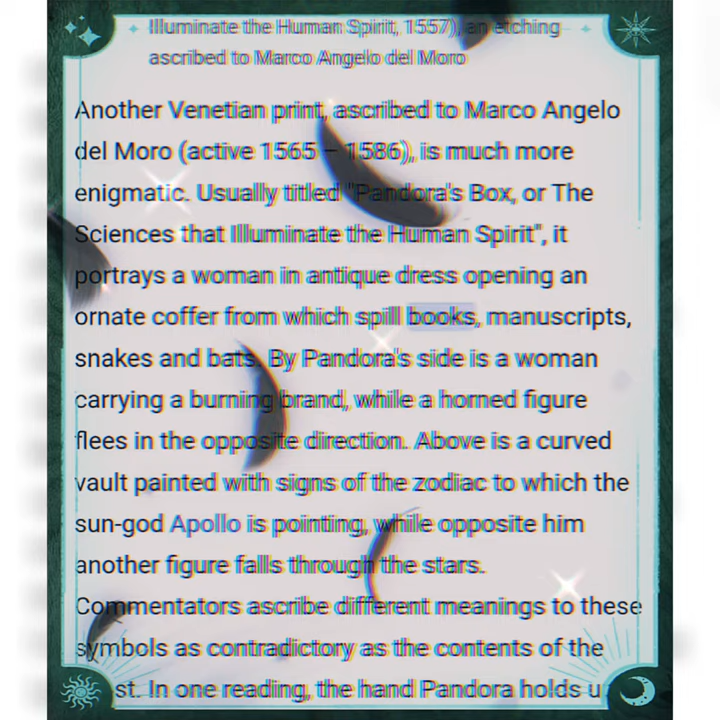 Illuminate the Human Spirit, 1557), an etching
ascribed to Marco Angelo del Moro
Another Venetian print, ascribed to Marco Angelo
del Moro (active 1565 – 1586), is much more
enigmatic. Usually titled "Pandora's Box, or The
Sciences that Illuminate the Human Spirit", it
portrays a woman in antique dress opening an
ornate coffer from which spill books, manuscripts,
snakes and bats. By Pandora's side is a woman
carrying a burning brand, while a horned figure
flees in the opposite direction. Above is a curved
vault painted with signs of the zodiac to which the
sun-god Apollo is pointing, while opposite him
another figure falls through the stars.
Commentators ascribe different meanings to these
symbols as contradictory as the contents of the
st. In one reading, the hand Pandora holds u